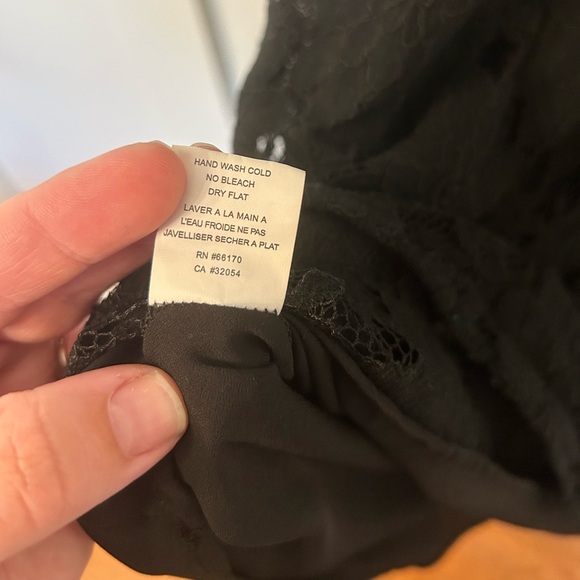 HAND WASH COLD
NO BLEACH
DRY FLAT
LAVER A LA MAIN A
L'EAU FROIDE NE PAS
JAVELLISER SECHER A PLAT
RN #66170
CA #32054